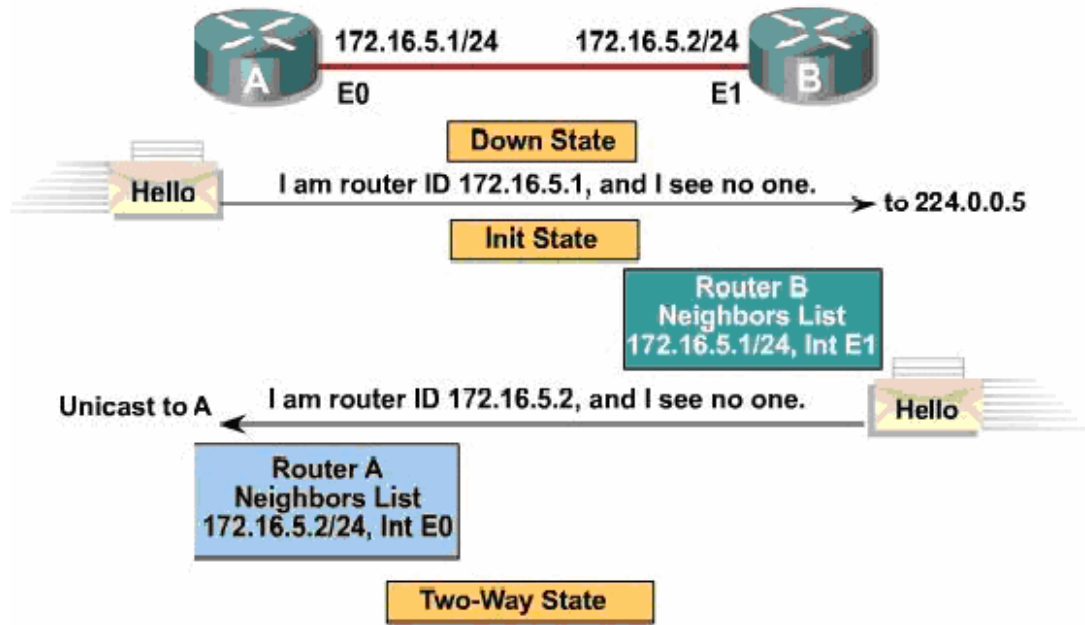 172.16.5.1/24
172.16.5.2/24
A
B
E0
E1
Down State
Hello
I am router ID 172.16.5.1, and I see no one.
to 224.0.0.5
Init State
Router B
Neighbors List
172.16.5.1/24, Int E1
Unicast to A
I am router ID 172.16.5.2, and I see no one.
Hello
Router A
Neighbors List
172.16.5.2/24, Int E0
Two-Way State